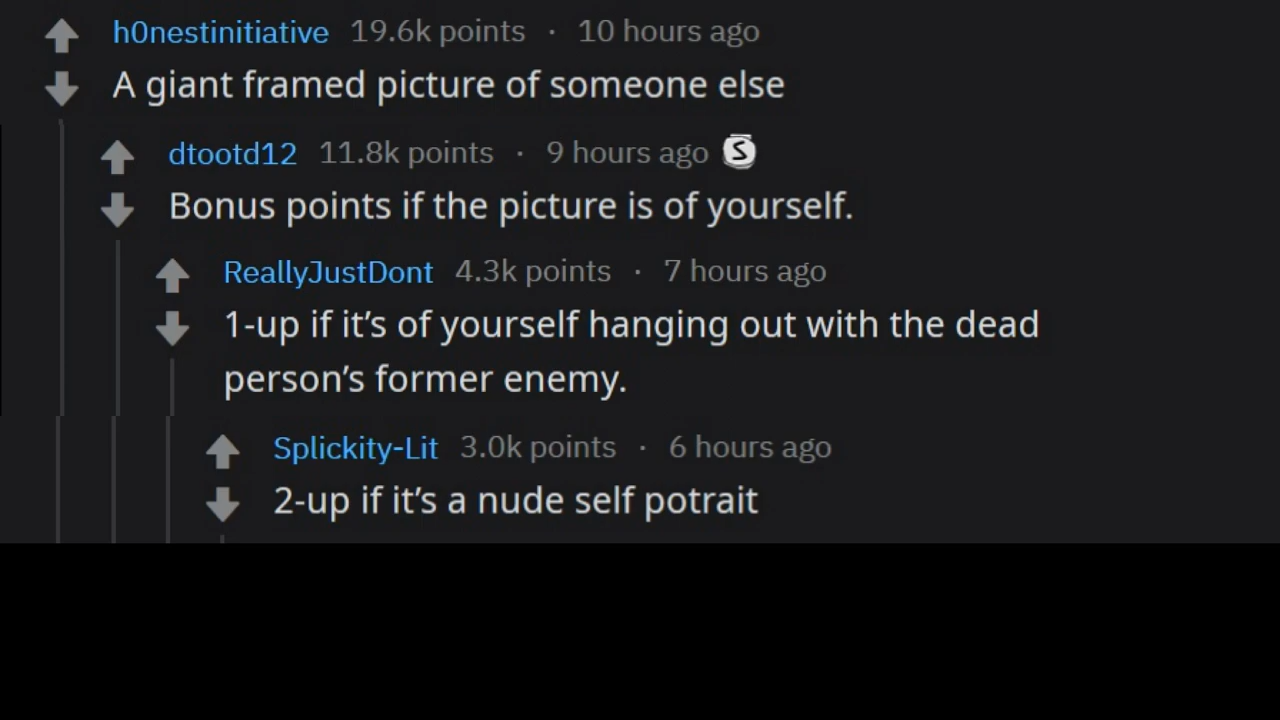 h0nestinitiative 19.6k points · 10 hours ago
A giant framed picture of someone else
dtootd12 11.8k points · 9 hours ago S
Bonus points if the picture is of yourself.
ReallyJustDont 4.3k points · 7 hours ago
1-up if it’s of yourself hanging out with the dead
person’s former enemy.
Splickity-Lit 3.0k points · 6 hours ago
2-up if it’s a nude self potrait